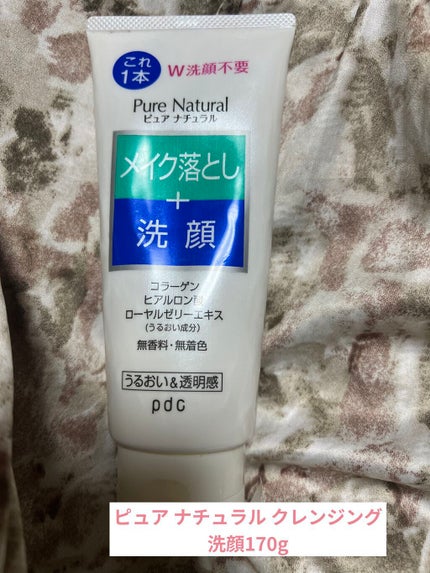 これ
1本
W洗顔不要
Pure Natural
ピュア ナチュラル
メイク落とし
+
洗顔
コラーゲン
ヒアルロン酸
ローヤルゼリーエキス
(うるおい成分)
無香料・無着色
うるおい&透明感
pdc
ピュア ナチュラル クレンジング
洗顔170g